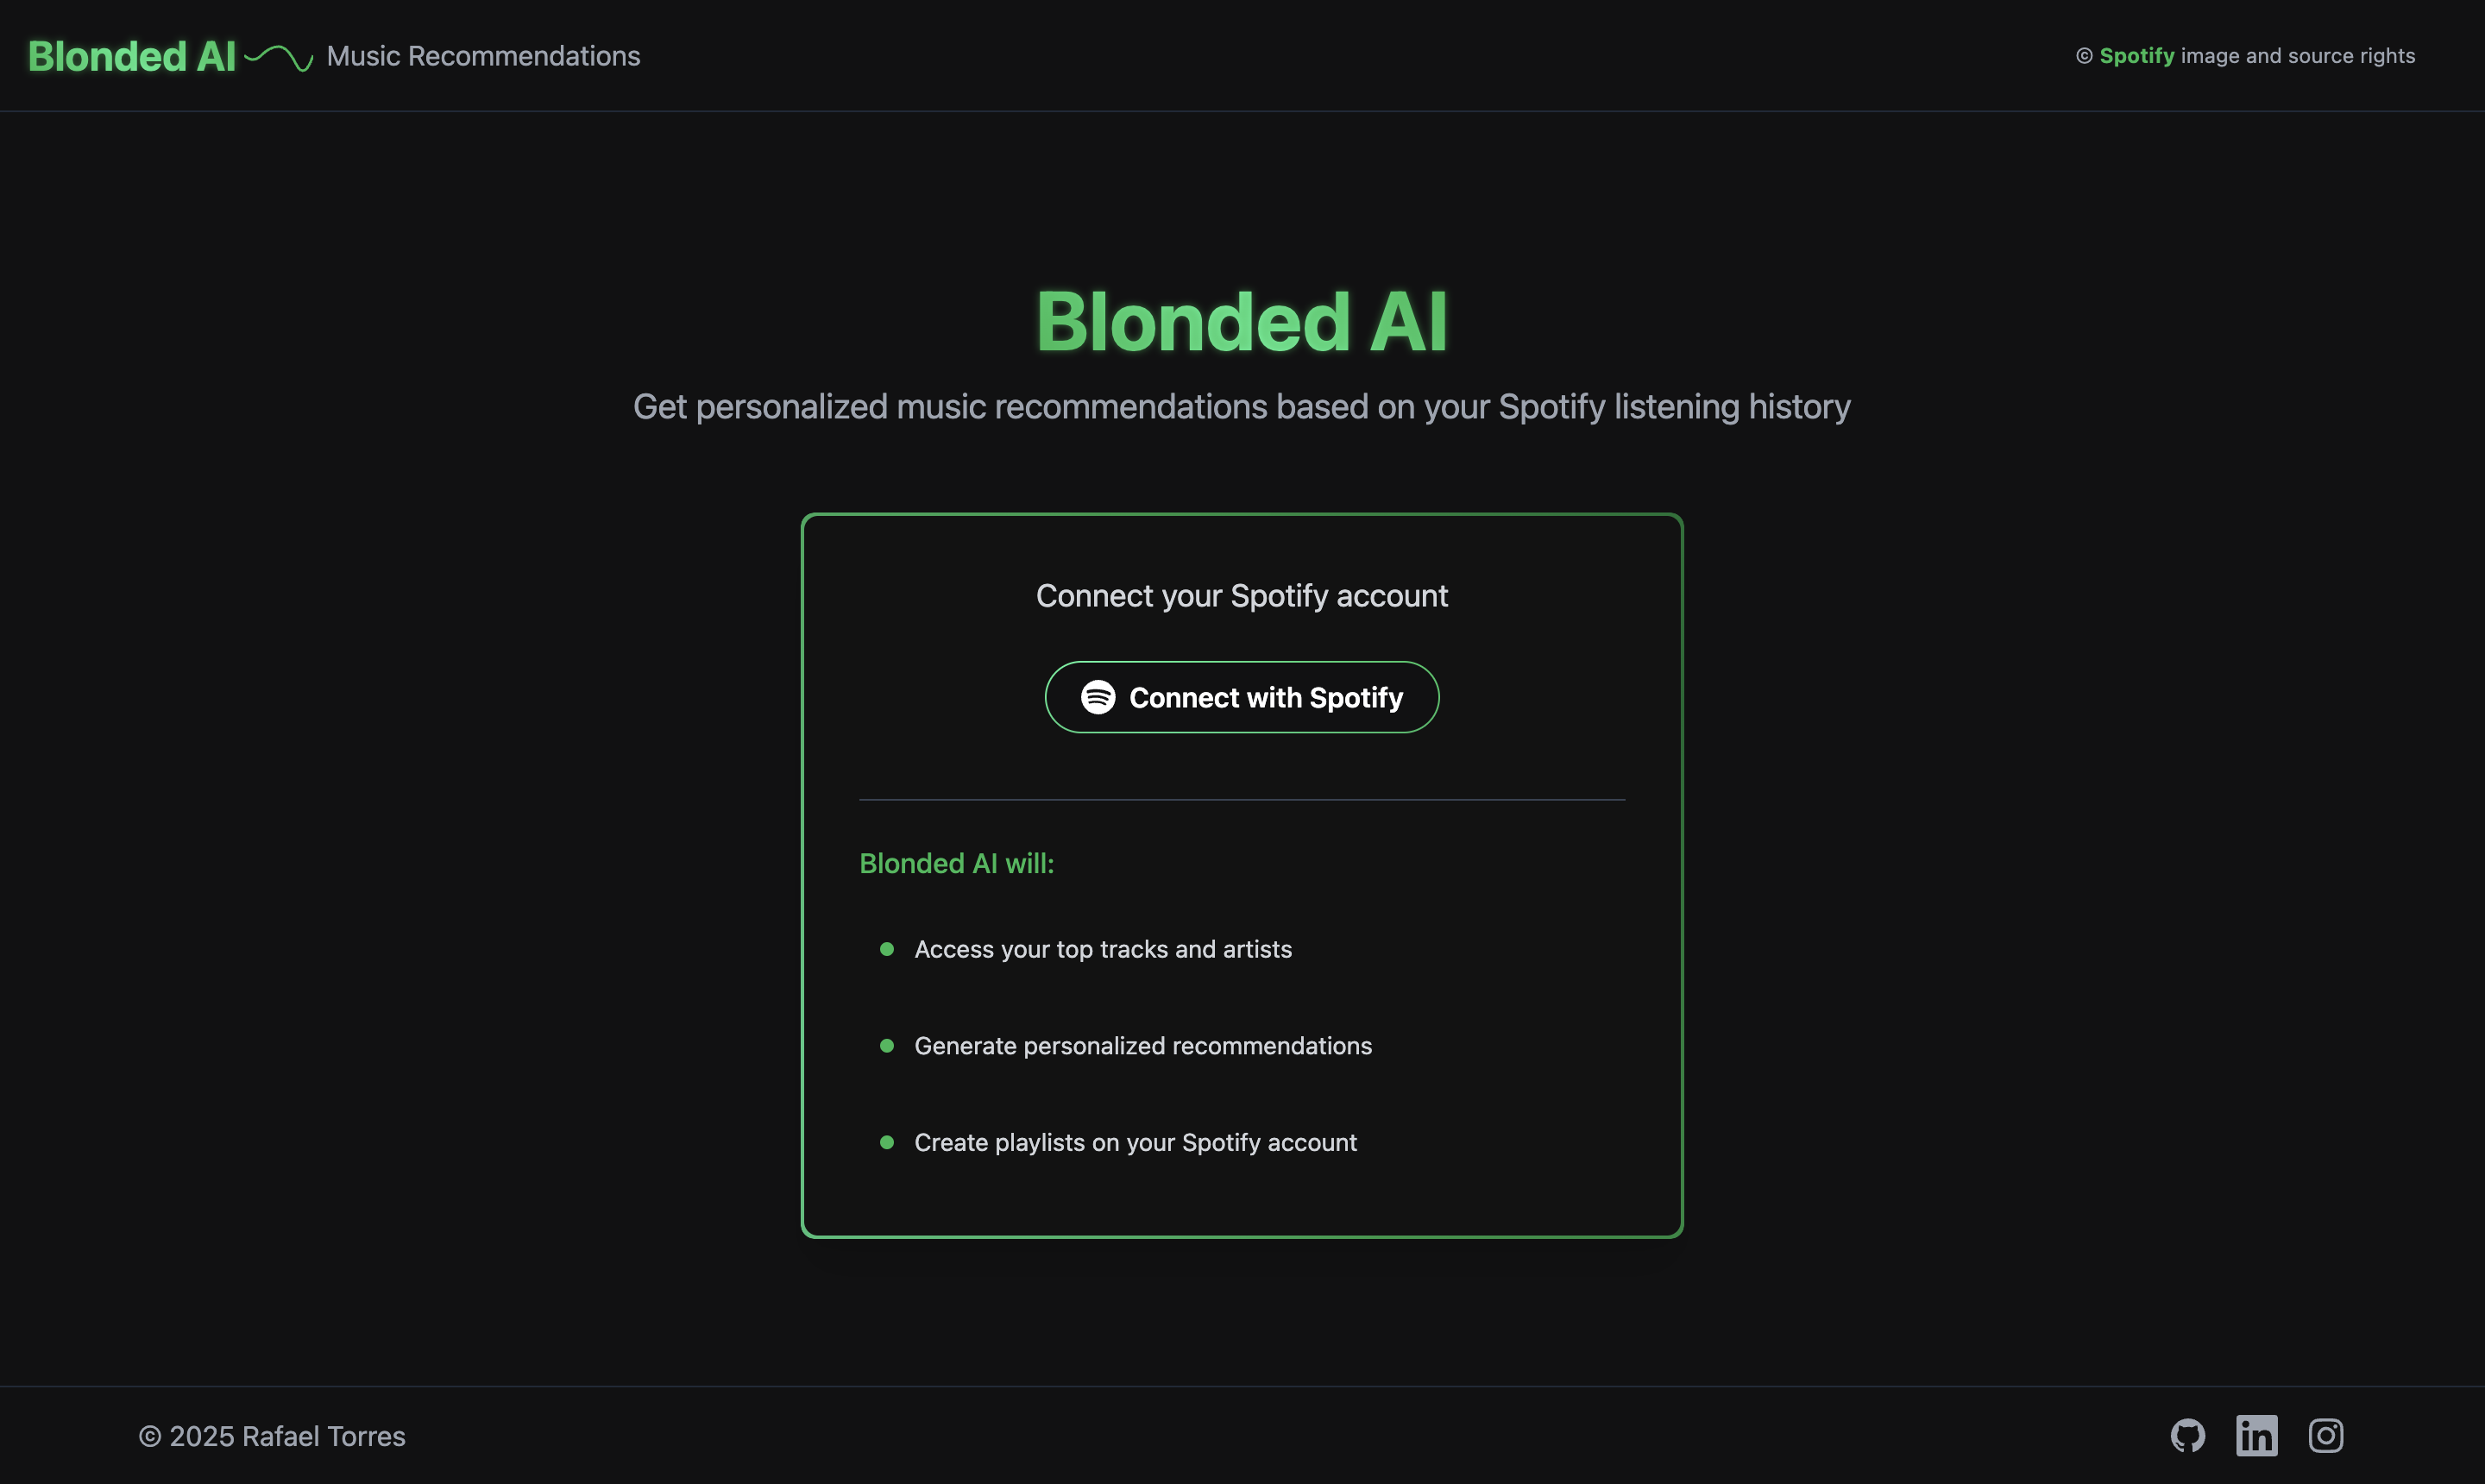 Blonded AI Music Recommendations
© Spotify image and source rights
Blonded AI
Get personalized music recommendations based on your Spotify listening history
Connect your Spotify account
Connect with Spotify
Blonded AI will:
Access your top tracks and artists
Generate personalized recommendations
Create playlists on your Spotify account
© 2025 Rafael Torres
in